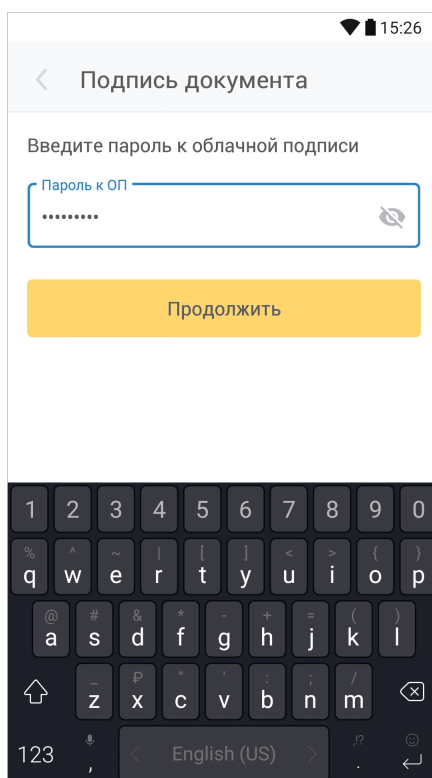 15:26
Подпись документа
Введите пароль к облачной подписи
Пароль к ОП
•••••••••
Продолжить
1 2 3 4 5 6 7 8 9 0
% ^ ~ | [ ] < > { }
q w e r t y u i o p
@ # & * - + = ( )
a s d f g h j k l
_ ₽ " ' : ; /
z x c v b n m
,!?
123 , English (US) .